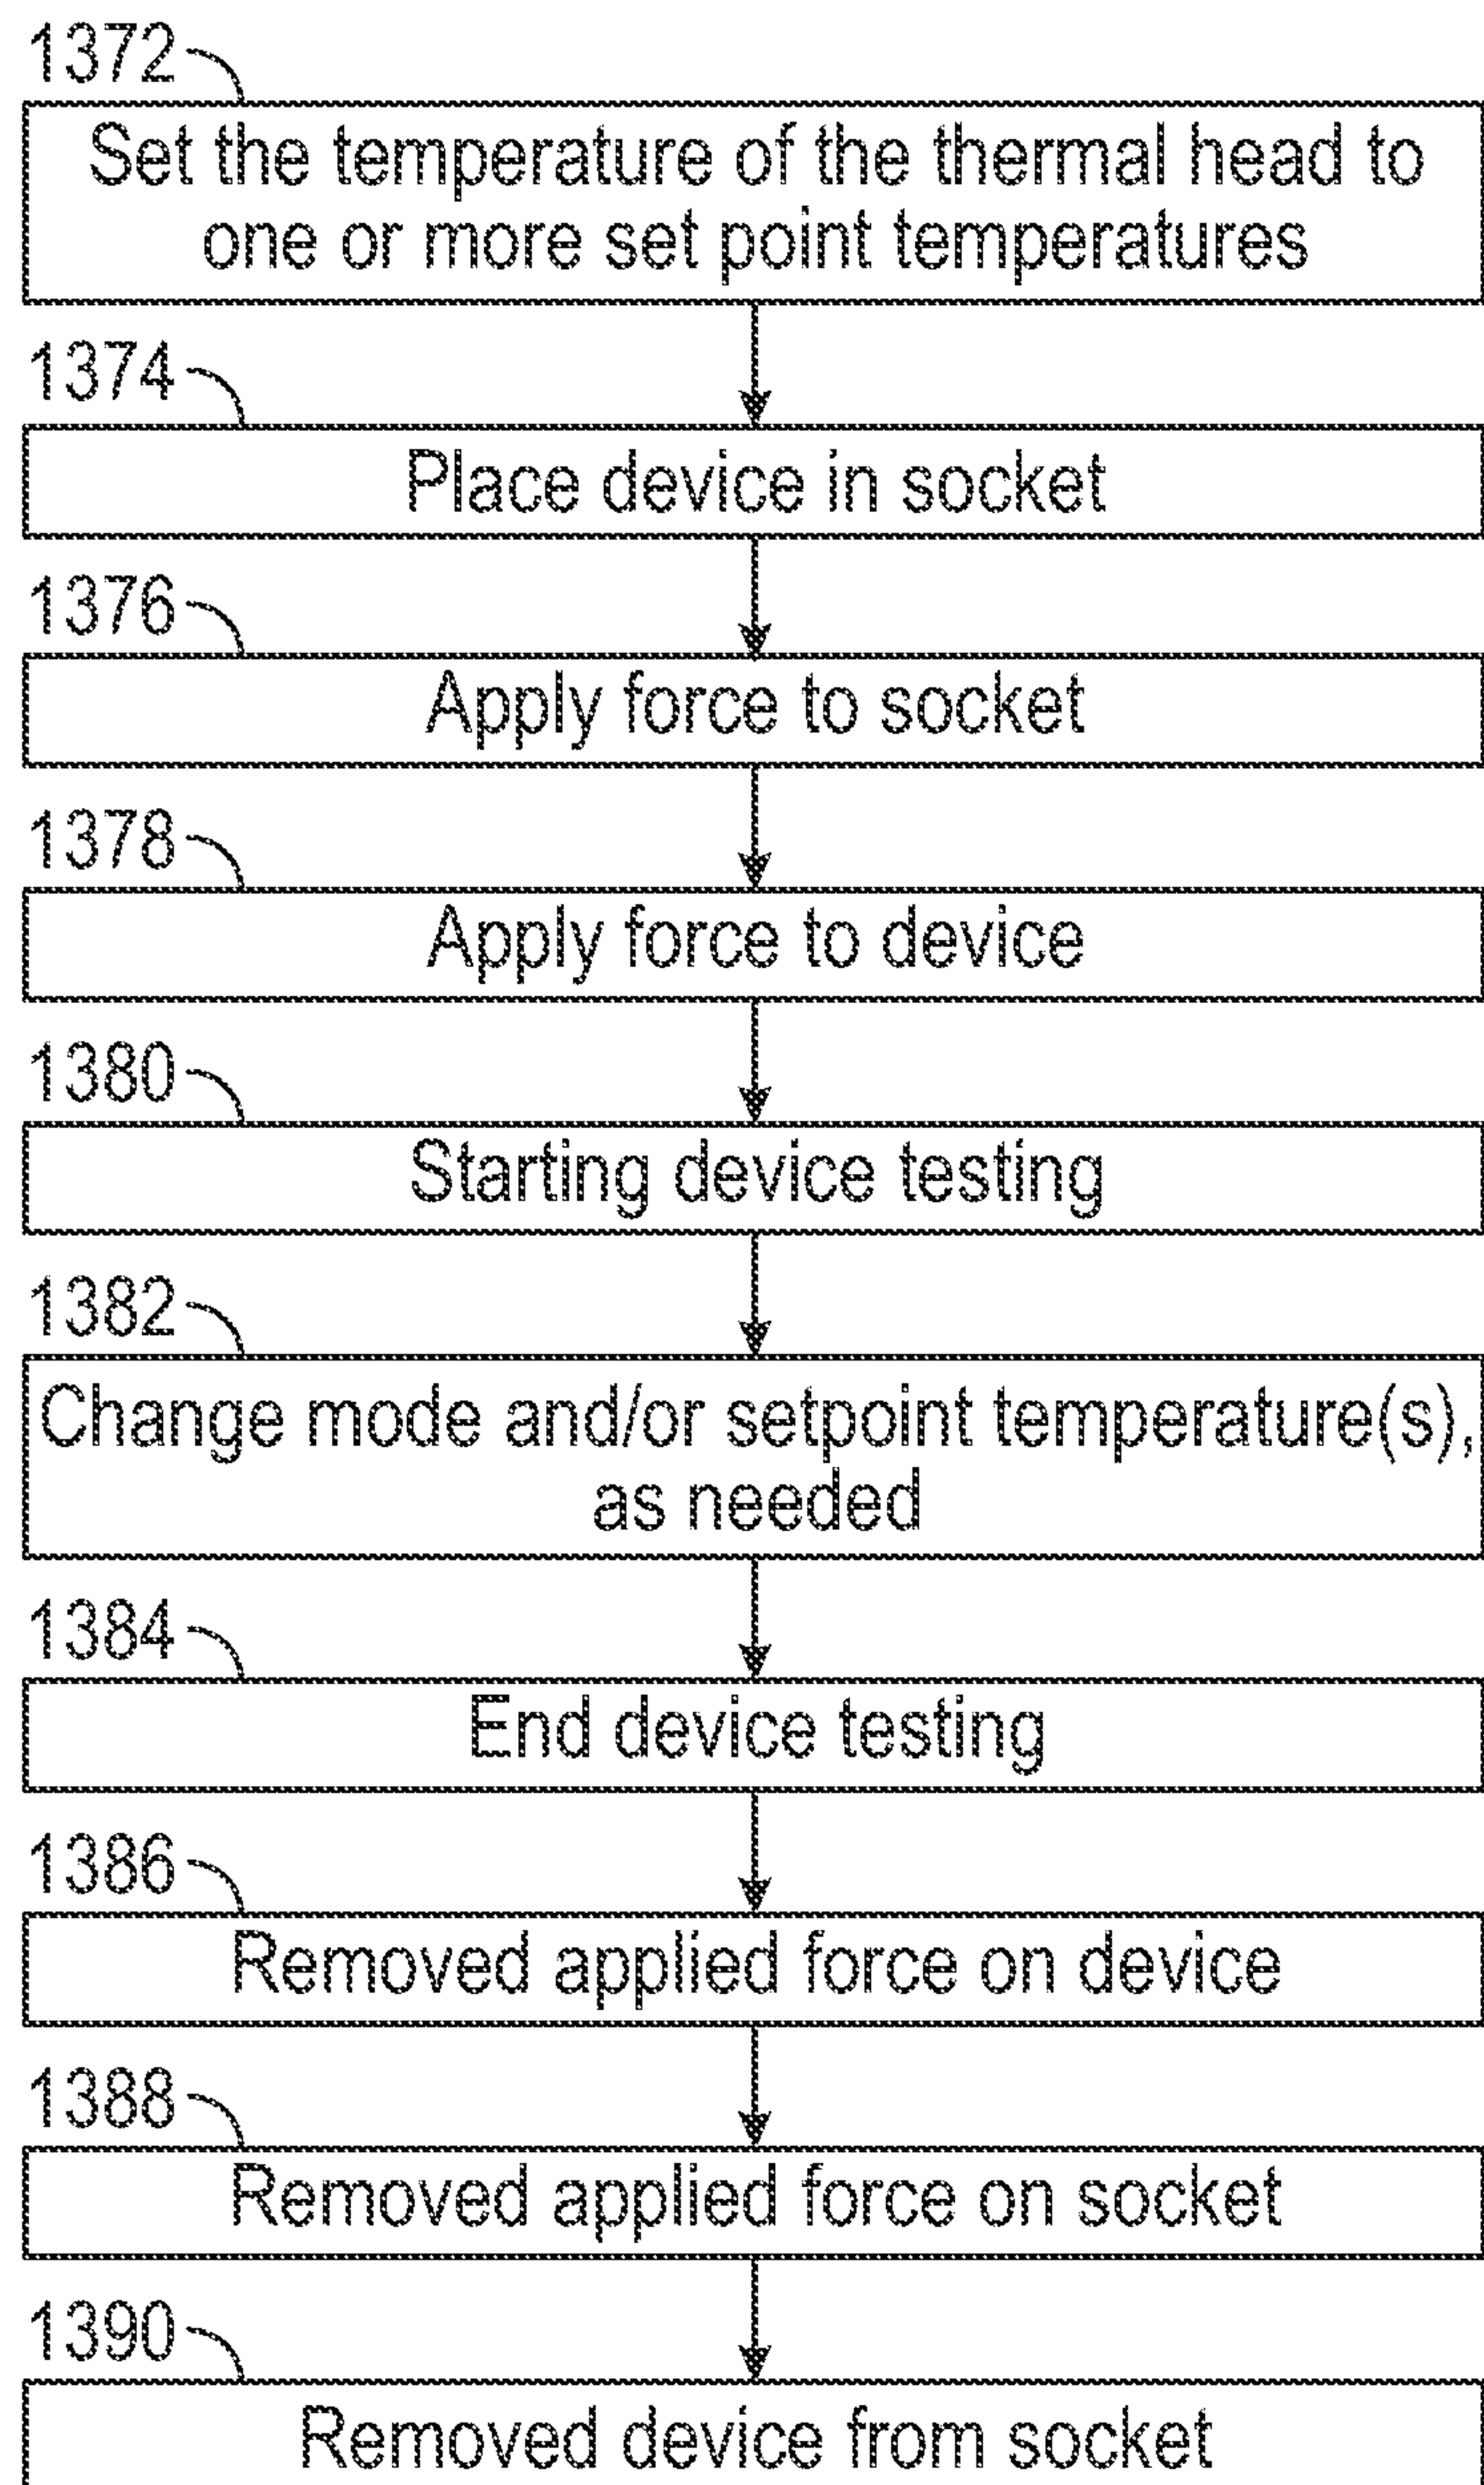 1372
Set the temperature of the thermal head to
one or more set point temperatures
1374
Place device in socket
1376
Apply force to socket
1378
Apply force to device
1380
Starting device testing
1382
Change mode and/or setpoint temperature(s),
as needed
1384
End device testing
1386
Removed applied force on device
1388
Removed applied force on socket
1390
Removed device from socket